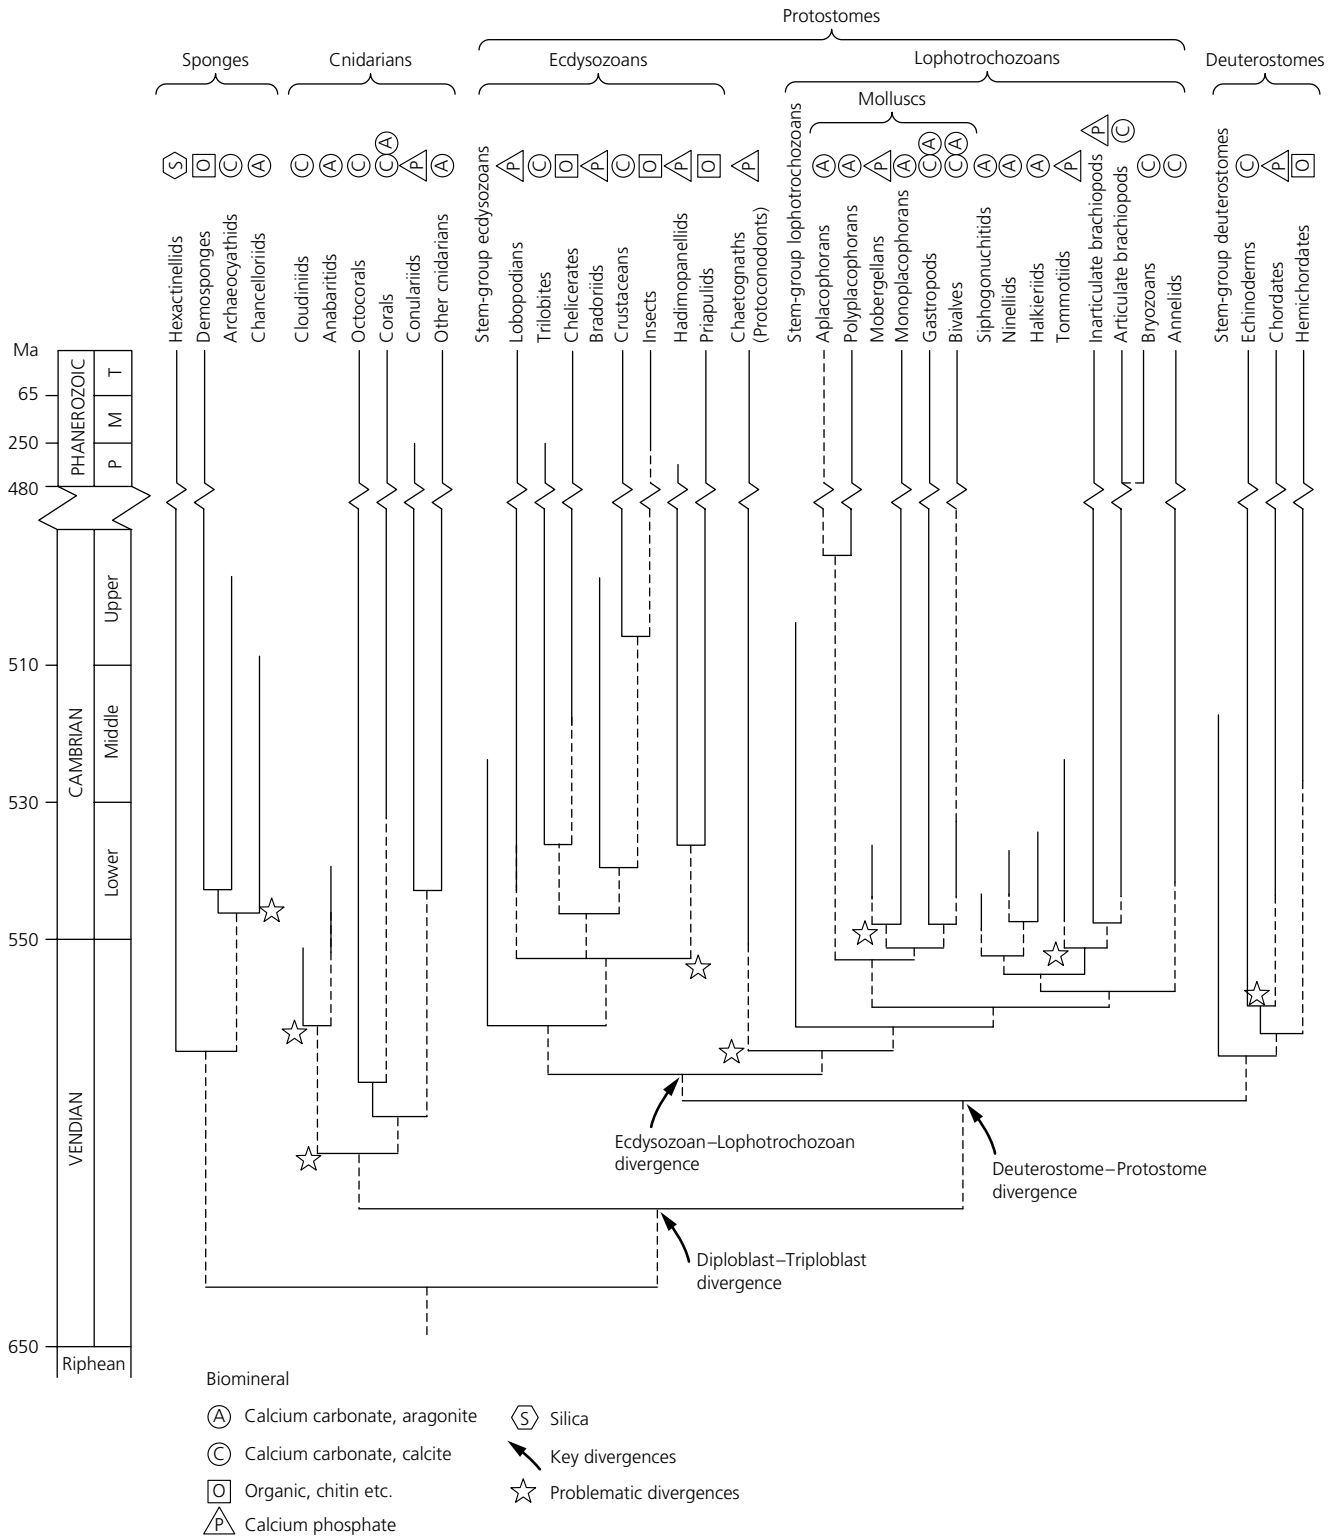 Protostomes
Sponges
Cnidarians
Ecdysozoans
Lophotrochozoans
Deuterostomes
Molluscs
S
O
C
A
C
A
C
C
A
P
A
P
C
O
P
C
O
P
O
P
A
A
P
A
C
A
C
A
A
A
A
P
P
C
C
C
C
P
O
Hexactinellids
Demosponges
Archaeocyathids
Chancelloriids
Cloudiniids
Anabaritids
Octocorals
Corals
Conulariids
Other cnidarians
Stem-group ecdysozoans
Lobopodians
Trilobites
Chelicerates
Bradoriids
Crustaceans
Insects
Hadimopanellids
Priapulids
Chaetognaths
(Protoconodonts)
Stem-group lophotrochozoans
Aplacophorans
Polyplacophorans
Mobergellans
Monoplacophorans
Gastropods
Bivalves
Siphogonuchitids
Ninellids
Halkieriids
Tommotiids
Inarticulate brachiopods
Articulate brachiopods
Bryozoans
Annelids
Stem-group deuterostomes
Echinoderms
Chordates
Hemichordates
Ma
65
250
480
510
530
550
650
PHANEROZOIC
T
M
P
CAMBRIAN
Upper
Middle
Lower
VENDIAN
Riphean
Ecdysozoan–Lophotrochozoan
divergence
Deuterostome–Protostome
divergence
Diploblast–Triploblast
divergence
Biomineral
A Calcium carbonate, aragonite
C Calcium carbonate, calcite
O Organic, chitin etc.
P Calcium phosphate
S Silica
Key divergences
Problematic divergences